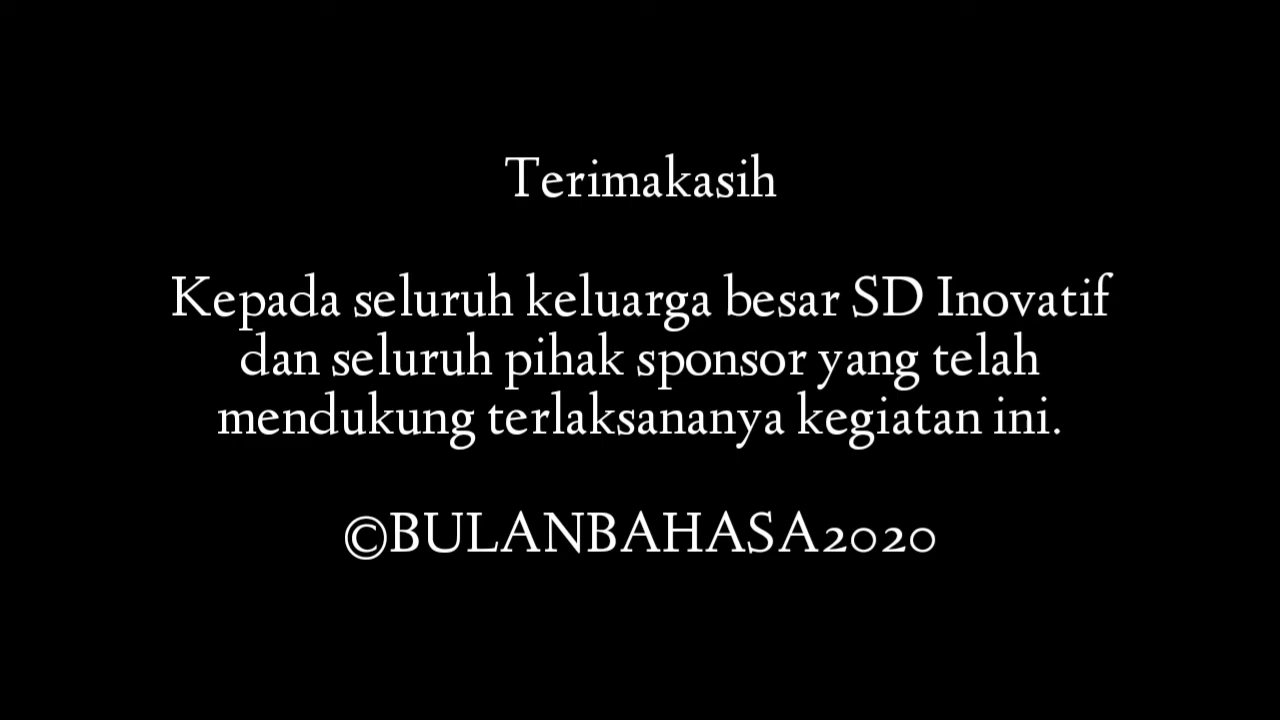 Terimakasih
Kepada seluruh keluarga besar SD Inovatif
dan seluruh pihak sponsor yang telah
mendukung terlaksananya kegiatan ini.
©BULANBAHASA2020